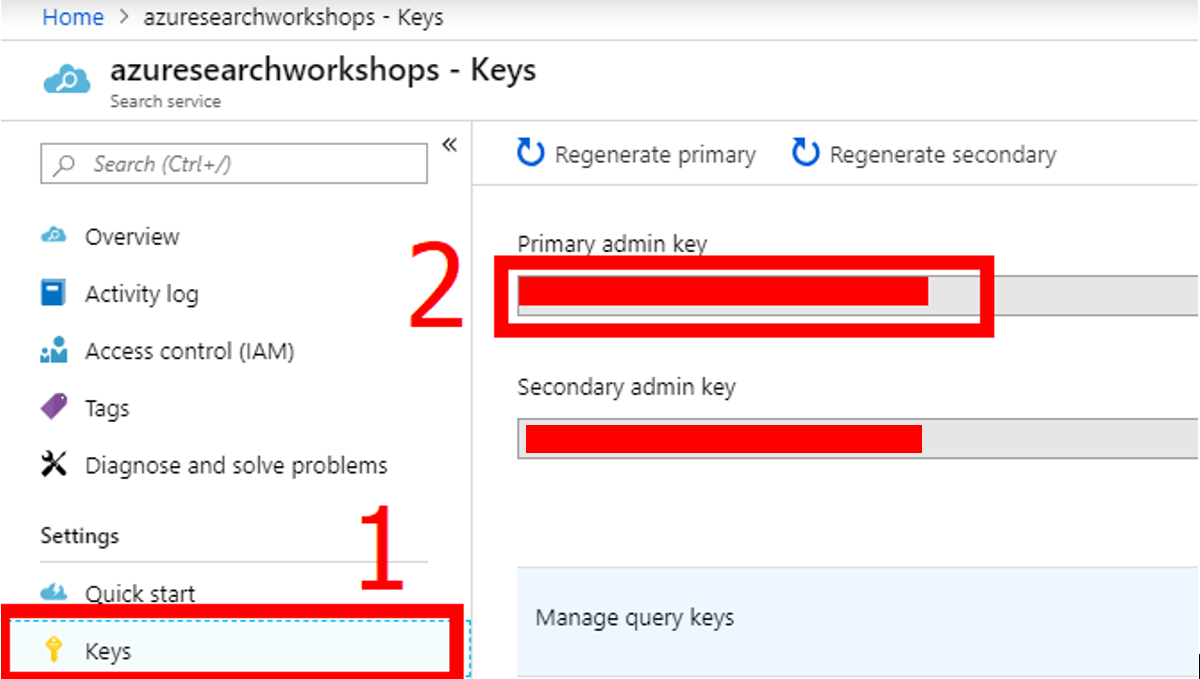 Home > azuresearchworkshops - Keys
azuresearchworkshops - Keys
Search service
Search (Ctrl+/)
«
Overview
Activity log
Access control (IAM)
Tags
Diagnose and solve problems
Settings
1
Quick start
Keys
Regenerate primary
Regenerate secondary
2
Primary admin key
Secondary admin key
Manage query keys